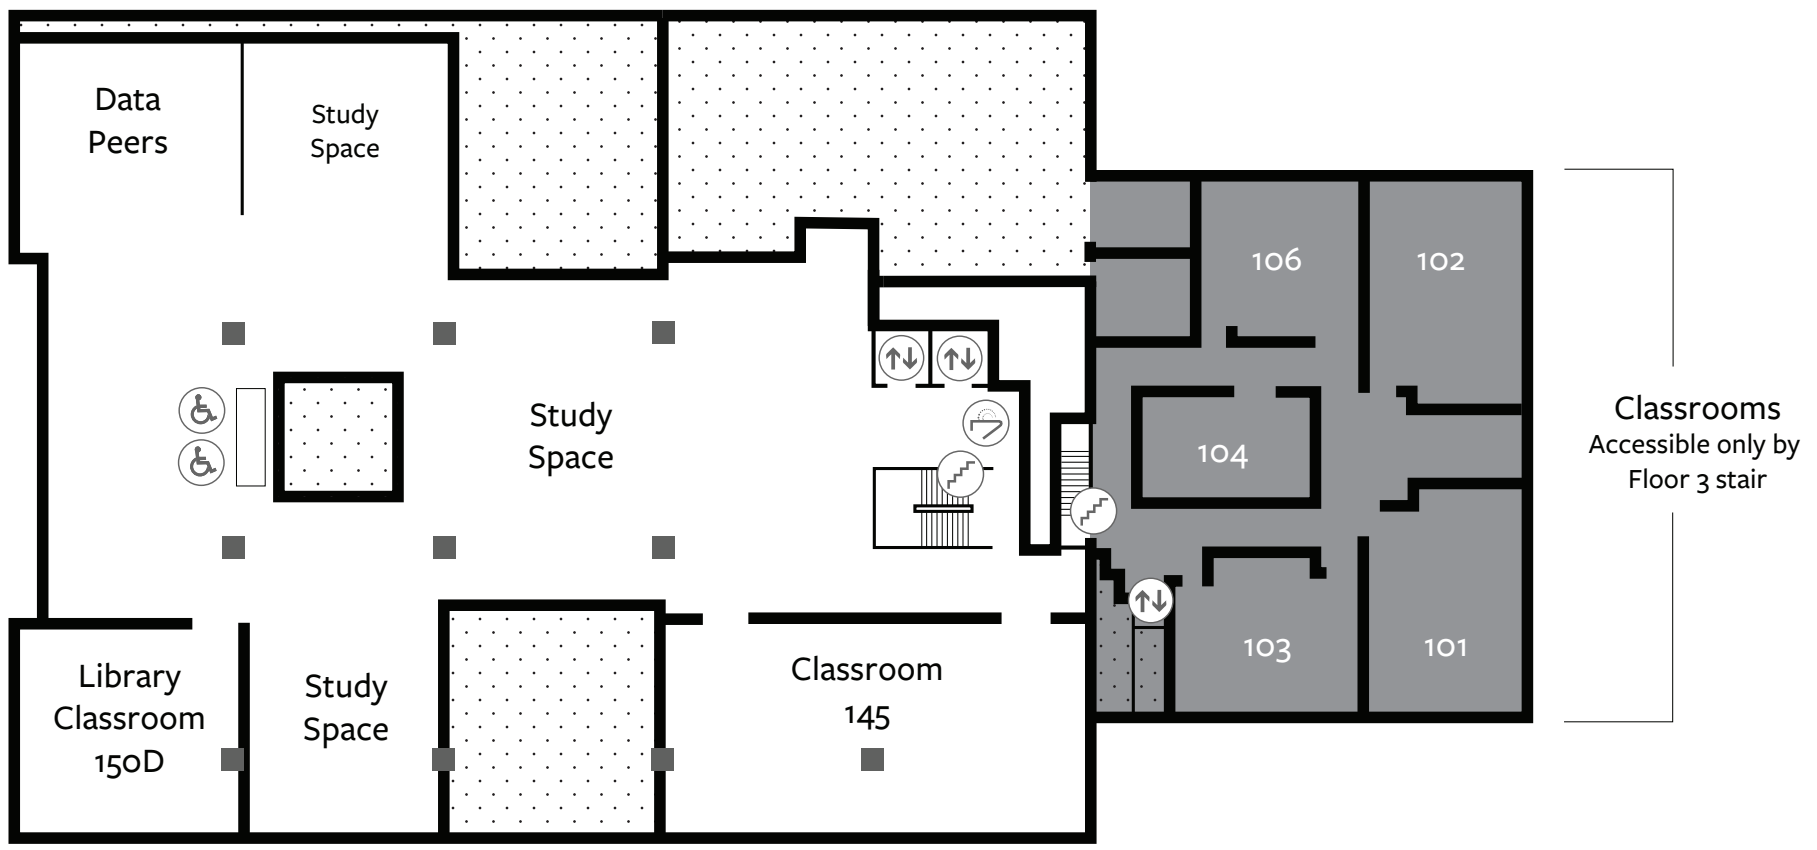 Data
Peers
Study
Space
106
102
Study
Space
104
Classrooms
Accessible only by
Floor 3 stair
103
101
Library
Classroom
150D
Study
Space
Classroom
145